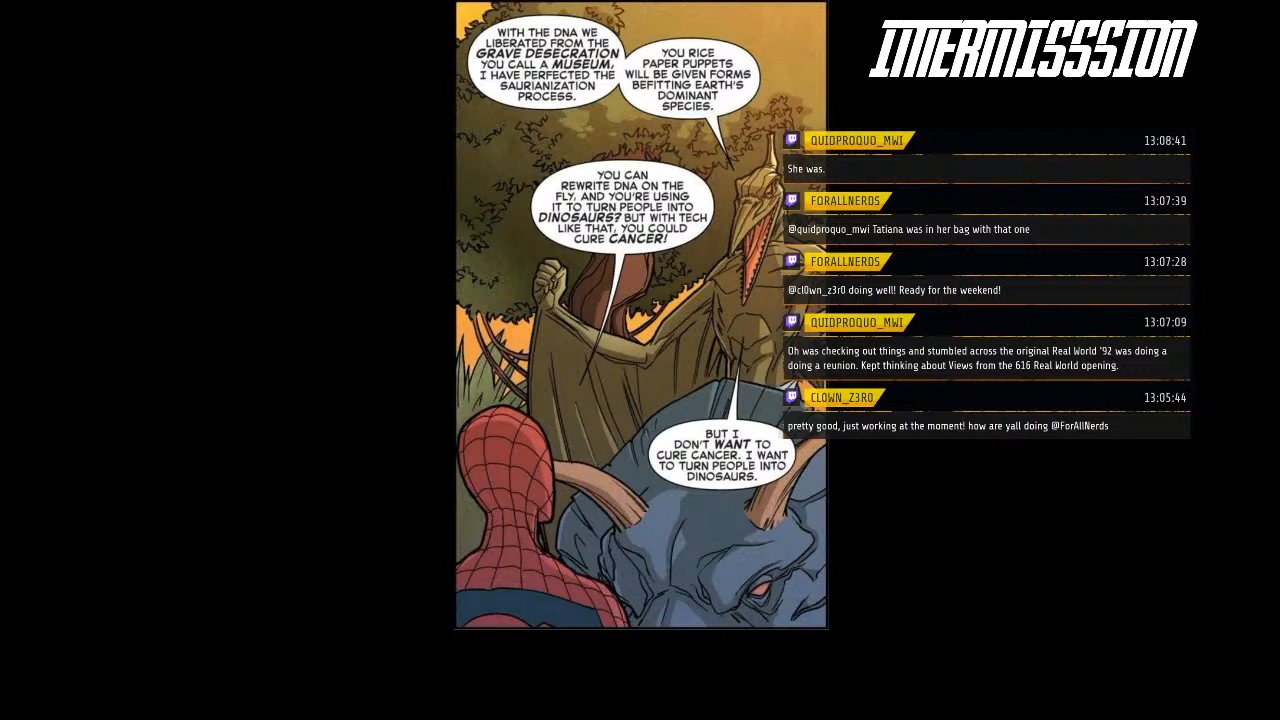 INTERMISSSION
WITH THE DNA WE
LIBERATED FROM THE
GRAVE DESECRATION
YOU CALL A MUSEUM,
I HAVE PERFECTED THE
SAURIANIZATION
PROCESS.
YOU RICE
PAPER PUPPETS
WILL BE GIVEN FORMS
BEFITTING EARTH'S
DOMINANT
SPECIES.
YOU CAN
REWRITE DNA ON THE
FLY, AND YOU'RE USING
IT TO TURN PEOPLE INTO
DINOSAURS? BUT WITH TECH
LIKE THAT, YOU COULD
CURE CANCER!
BUT I
DON'T WANT TO
CURE CANCER. I WANT
TO TURN PEOPLE INTO
DINOSAURS.
QUIDPROQUO_MWI 13:08:41
She was.
FORALLNERDS 13:07:39
@quidproquo_mwi Tatiana was in her bag with that one
FORALLNERDS 13:07:28
@cl0wn_z3r0 doing well! Ready for the weekend!
QUIDPROQUO_MWI 13:07:09
Oh was checking out things and stumbled across the original Real World '92 was doing a
doing a reunion. Kept thinking about Views from the 616 Real World opening.
CL0WN_Z3R0 13:05:44
pretty good, just working at the moment! how are yall doing @ForAllNerds